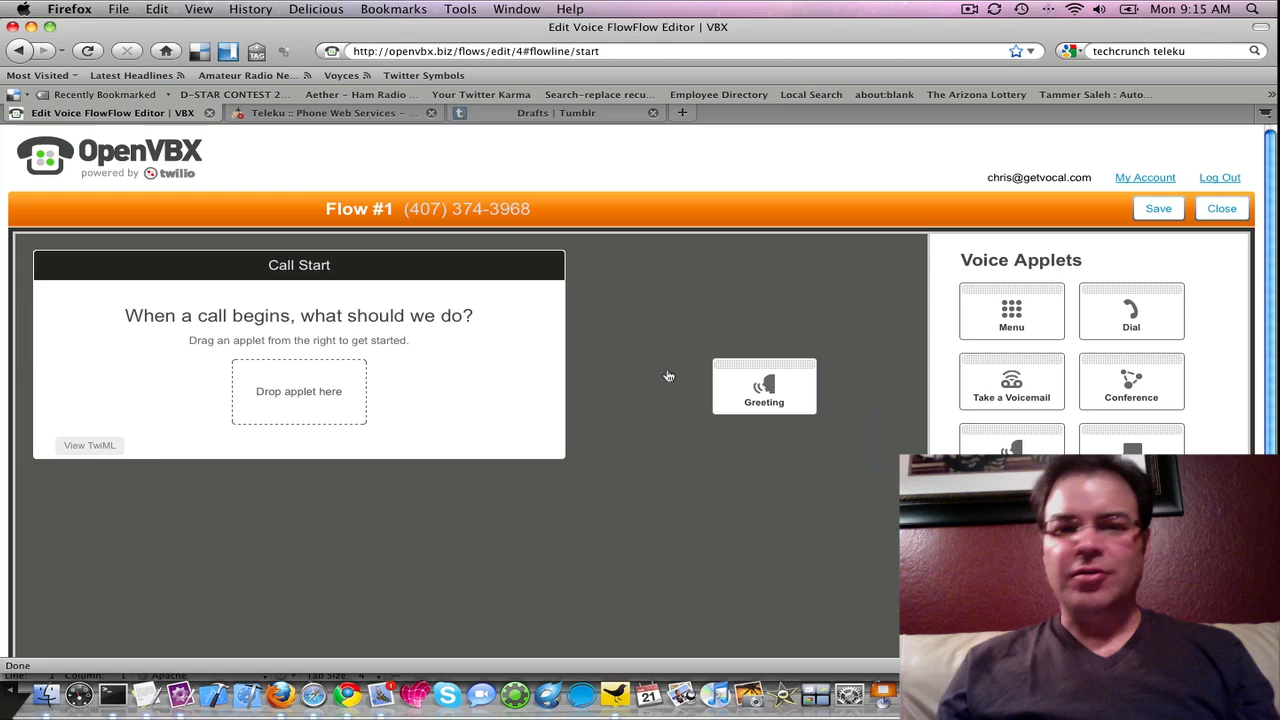 Firefox File Edit View History Delicious Bookmarks Tools Window Help Mon 9:15 AM
Edit Voice FlowFlow Editor | VBX
http://openvbx.biz/flows/edit/4#flowline/start
techcrunch teleku
Most Visited Latest Headlines Amateur Radio Ne... Voyces Twitter Symbols
Recently Bookmarked D-STAR CONTEST 2... Aether - Ham Radio ... Your Twitter Karma Search-replace recu... Employee Directory Local Search about:blank The Arizona Lottery Tammer Saleh : Auto...
Edit Voice FlowFlow Editor | VBX Teleku :: Phone Web Services - ... Drafts | Tumblr
OpenVBX
powered by twilio
chris@getvocal.com My Account Log Out
Flow #1 (407) 374-3968
Save Close
Call Start
When a call begins, what should we do?
Drag an applet from the right to get started.
Drop applet here
View TwiML
Greeting
Voice Applets
Menu Dial
Take a Voicemail Conference
Done